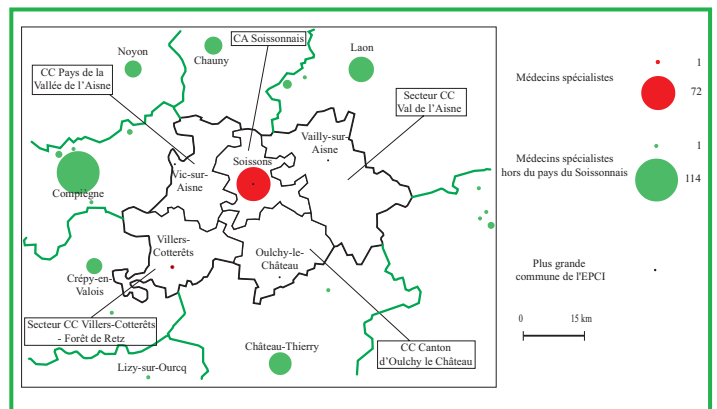 CA Soissonnais
Noyon
Chauny
Laon
CC Pays de la
Vallée de l'Aisne
Secteur CC
Val de l'Aisne
Vailly-sur-
Aisne
Soissons
Vic-sur-
Aisne
Compiègne
Villers-
Cotterêts
Oulchy-le-
Château
Crépy-en-
Valois
Secteur CC Villers-Cotterêts
- Forêt de Retz
Château-Thierry
CC Canton
d'Oulchy le Château
Lizy-sur-Ourcq
Médecins spécialistes
1
72
Médecins spécialistes
hors du pays du Soissonnais
1
114
Plus grande
commune de l'EPCI
0 15 km